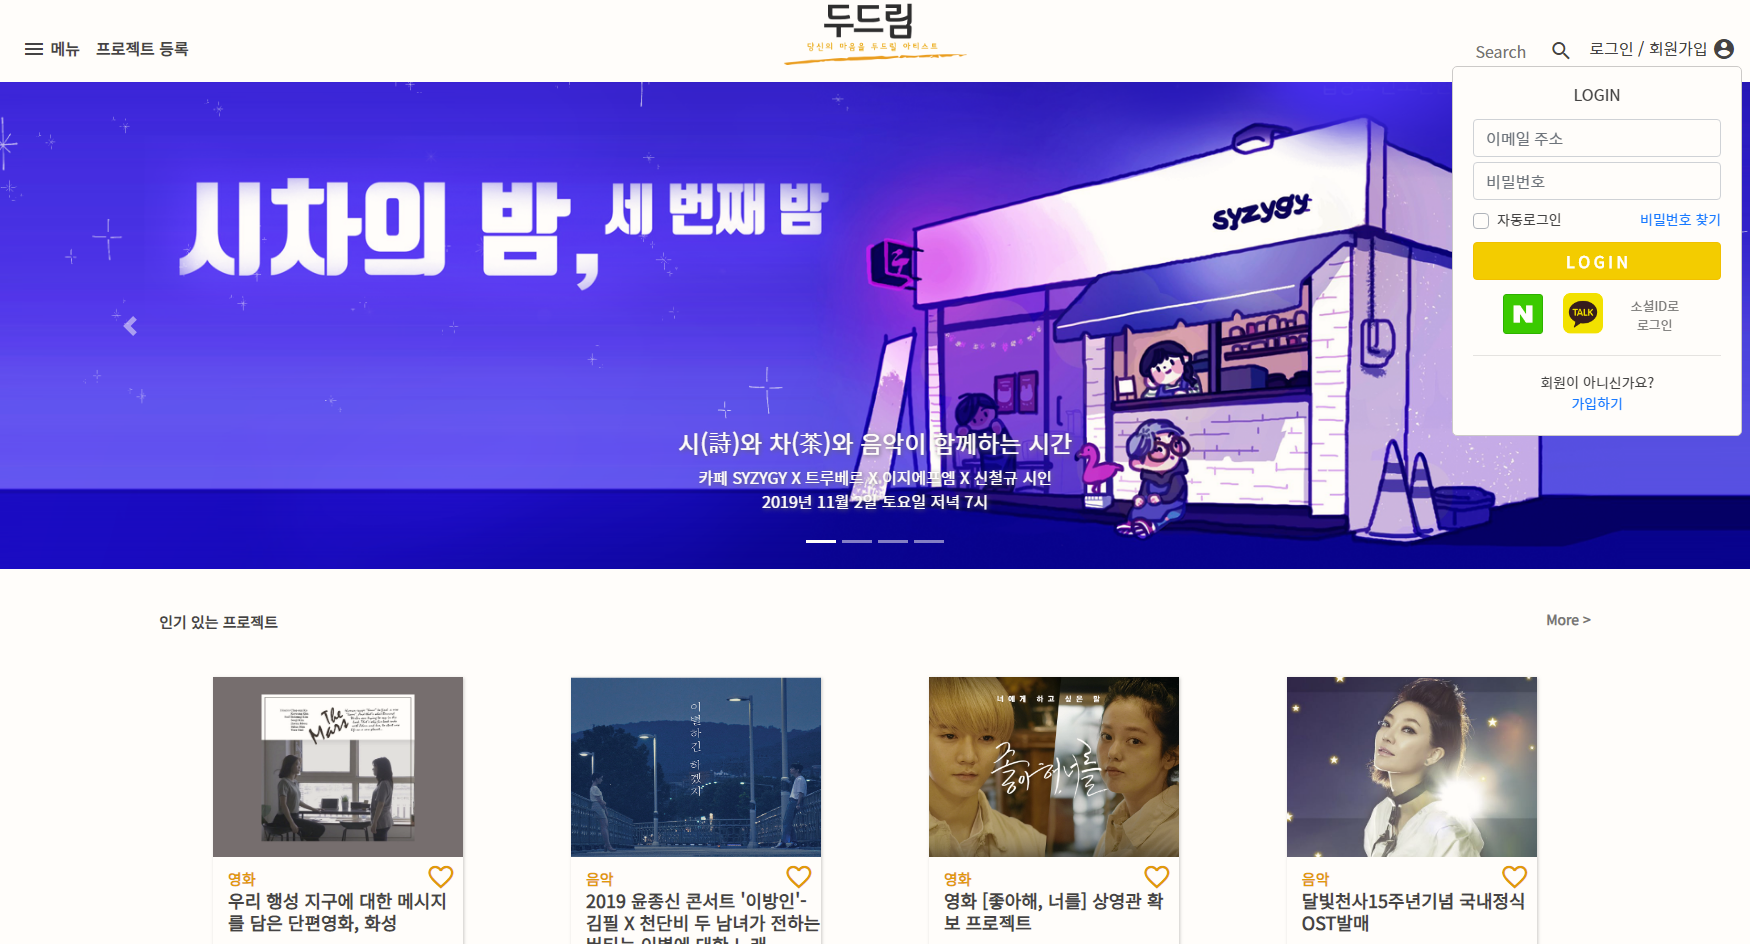 두드림
당신의 마음을 두드릴 아티스트
메뉴 프로젝트 등록
Search 로그인 / 회원가입
LOGIN
이메일 주소
비밀번호
자동로그인 비밀번호 찾기
LOGIN
N TALK 소셜ID로
로그인
회원이 아니신가요?
가입하기
시차의 밤, 세 번째 밤
syzygy
시(詩)와 차(茶)와 음악이 함께하는 시간
카페 SYZYGY X 트루베르 X 이지에프엠 X 신철규 시인
2019년 11월 2일 토요일 저녁 7시
인기 있는 프로젝트 More >
The
Mars
영화
우리 행성 지구에 대한 메시지
를 담은 단편영화, 화성
이별하긴 하겠지
음악
2019 윤종신 콘서트 '이방인'-
김필 X 천단비 두 남녀가 전하는
너에게 하고 싶은 말
좋아해, 너를
영화
영화 [좋아해, 너를] 상영관 확
보 프로젝트
음악
달빛천사15주년기념 국내정식
OST발매